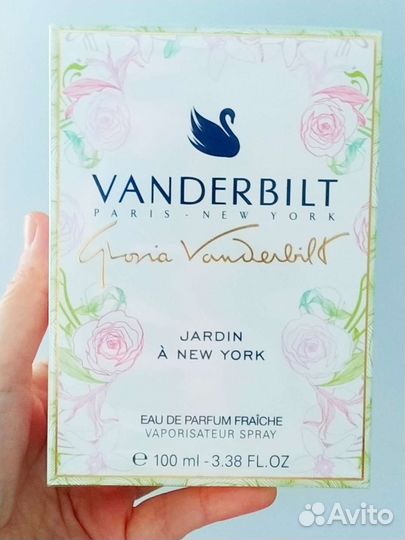 VANDERBILT
PARIS - NEW YORK
Gloria Vanderbilt
JARDIN
À NEW YORK
EAU DE PARFUM FRAÎCHE
VAPORISATEUR SPRAY
℮ 100 ml - 3.38 FL.OZ
Avito